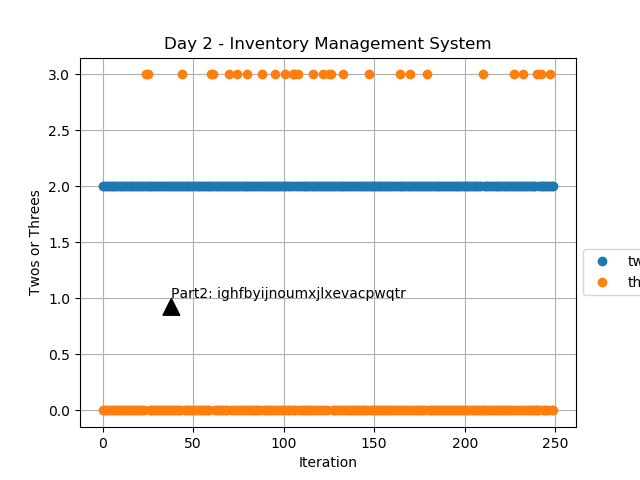 Day 2 - Inventory Management System
3.0
2.5
2.0
1.5
1.0
0.5
0.0
Twos or Threes
Part2: ighfbyijnoumxjlxevacpwqtr
tw
th
0 50 100 150 200 250
Iteration